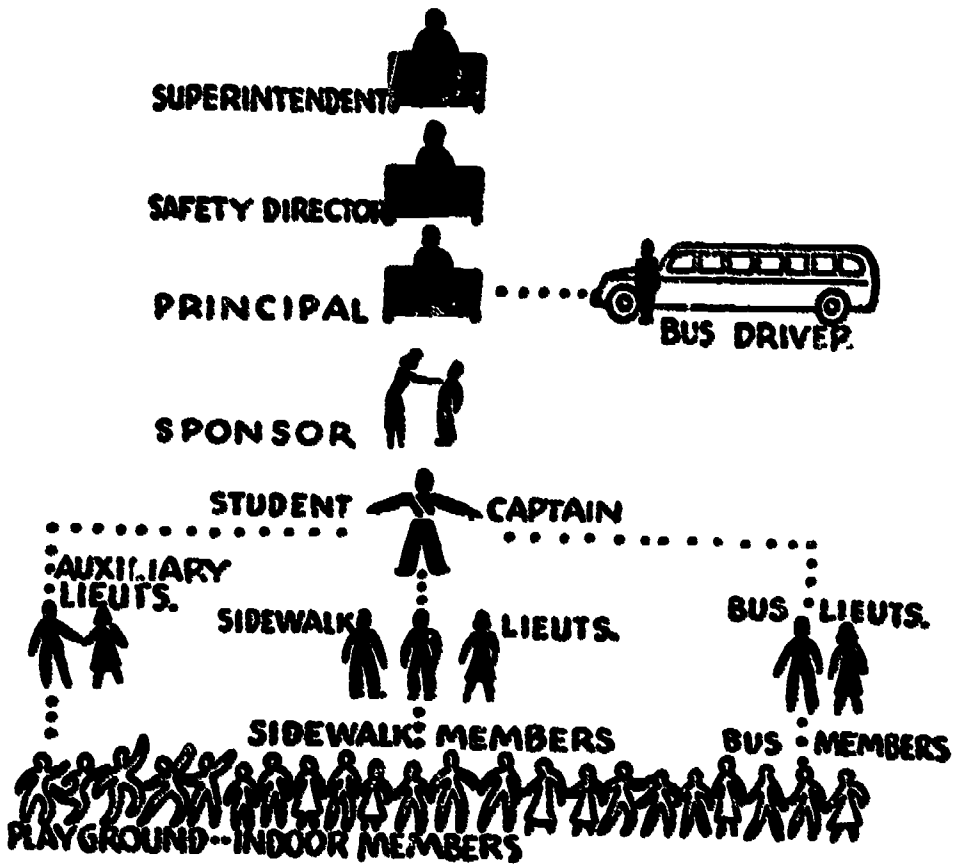 SUPERINTENDENT
SAFETY DIRECTOR
PRINCIPAL
BUS DRIVER
SPONSOR
STUDENT CAPTAIN
AUXILIARY
LIEUTS.
SIDEWALK LIEUTS.
BUS LIEUTS.
SIDEWALK MEMBERS
BUS MEMBERS
PLAYGROUND--INDOOR MEMBERS